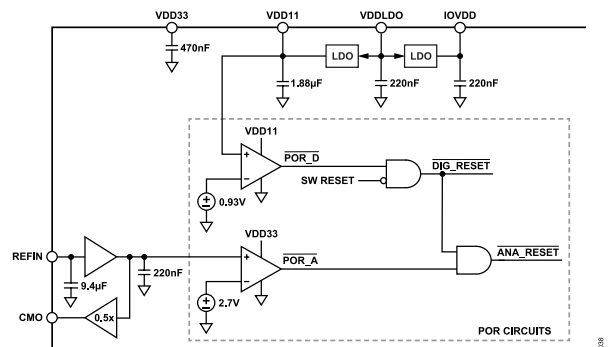 VDD33 VDD11 VDDLDO IOVDD
LDO LDO
470nF
1.88µF 220nF 220nF
VDD11
+ POR_D DIG_RESET
− SW RESET
0.93V
VDD33 ANA_RESET
REFIN + POR_A
220nF
9.4µF −
2.7V
CMO 0.5x
POR CIRCUITS
038